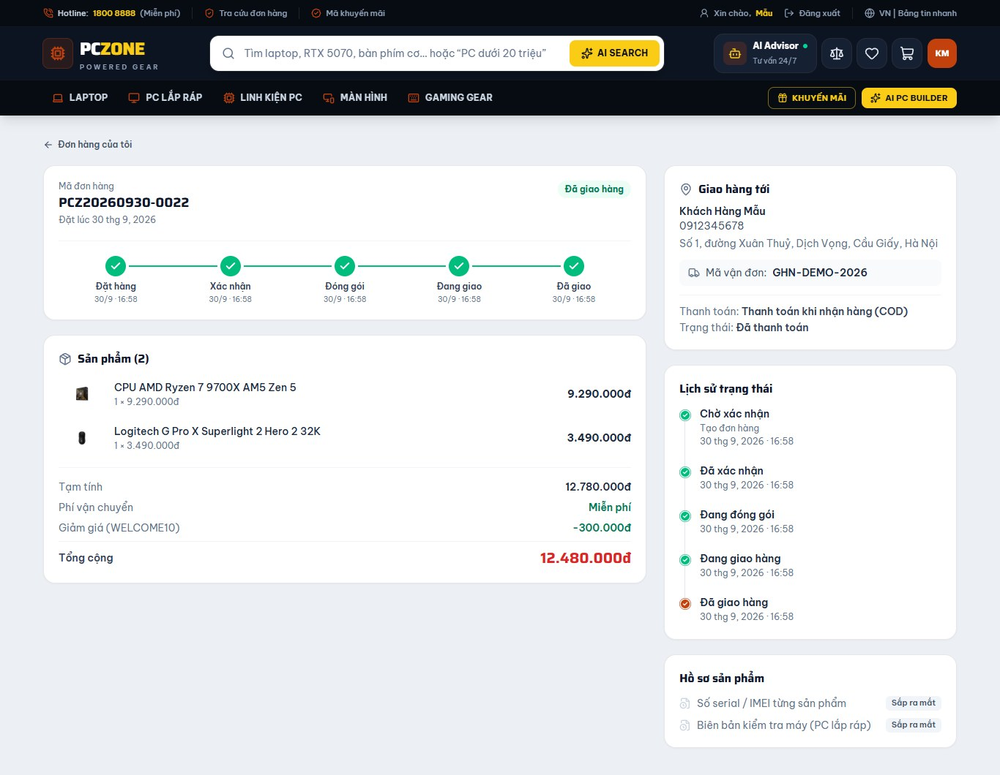 Hotline: 1800 8888 (Miễn phí)
Tra cứu đơn hàng
Mã khuyến mãi
Xin chào, Mẫu
Đăng xuất
VN | Bảng tin nhanh
PCZONE
POWERED GEAR
Tìm laptop, RTX 5070, bàn phím cơ... hoặc “PC dưới 20 triệu”
AI SEARCH
AI Advisor
Tư vấn 24/7
KM
LAPTOP
PC LẮP RÁP
LINH KIỆN PC
MÀN HÌNH
GAMING GEAR
KHUYẾN MÃI
AI PC BUILDER
Đơn hàng của tôi
Mã đơn hàng
PCZ20260930-0022
Đặt lúc 30 thg 9, 2026
Đã giao hàng
Đặt hàng
30/9 · 16:58
Xác nhận
30/9 · 16:58
Đóng gói
30/9 · 16:58
Đang giao
30/9 · 16:58
Đã giao
30/9 · 16:58
Sản phẩm (2)
CPU AMD Ryzen 7 9700X AM5 Zen 5
1 × 9.290.000đ
9.290.000đ
Logitech G Pro X Superlight 2 Hero 2 32K
1 × 3.490.000đ
3.490.000đ
Tạm tính 12.780.000đ
Phí vận chuyển Miễn phí
Giảm giá (WELCOME10) -300.000đ
Tổng cộng 12.480.000đ
Giao hàng tới
Khách Hàng Mẫu
0912345678
Số 1, đường Xuân Thuỷ, Dịch Vọng, Cầu Giấy, Hà Nội
Mã vận đơn: GHN-DEMO-2026
Thanh toán: Thanh toán khi nhận hàng (COD)
Trạng thái: Đã thanh toán
Lịch sử trạng thái
Chờ xác nhận
Tạo đơn hàng
30 thg 9, 2026 · 16:58
Đã xác nhận
30 thg 9, 2026 · 16:58
Đang đóng gói
30 thg 9, 2026 · 16:58
Đang giao hàng
30 thg 9, 2026 · 16:58
Đã giao hàng
30 thg 9, 2026 · 16:58
Hồ sơ sản phẩm
Số serial / IMEI từng sản phẩm Sắp ra mắt
Biên bản kiểm tra máy (PC lắp ráp) Sắp ra mắt